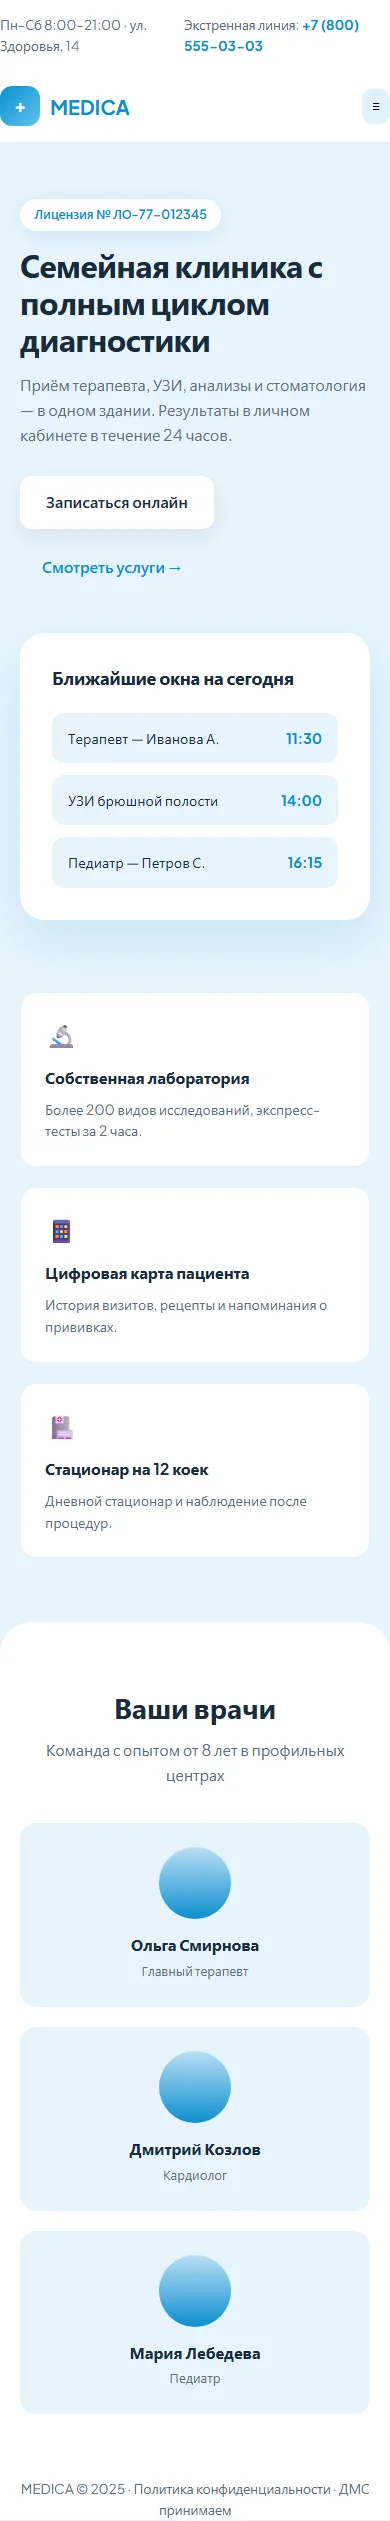 Пн–Сб 8:00–21:00 · ул. Здоровья, 14
Экстренная линия: +7 (800) 555-03-03
+ MEDICA
☰
Лицензия № ЛО-77-012345
Семейная клиника с
полным циклом
диагностики
Приём терапевта, УЗИ, анализы и стоматология
— в одном здании. Результаты в личном
кабинете в течение 24 часов.
Записаться онлайн
Смотреть услуги →
Ближайшие окна на сегодня
Терапевт — Иванова А. 11:30
УЗИ брюшной полости 14:00
Педиатр — Петров С. 16:15
Собственная лаборатория
Более 200 видов исследований, экспресс-
тесты за 2 часа.
Цифровая карта пациента
История визитов, рецепты и напоминания о
прививках.
Стационар на 12 коек
Дневной стационар и наблюдение после
процедур.
Ваши врачи
Команда с опытом от 8 лет в профильных
центрах
Ольга Смирнова
Главный терапевт
Дмитрий Козлов
Кардиолог
Мария Лебедева
Педиатр
MEDICA © 2025 · Политика конфиденциальности · ДМС
принимаем